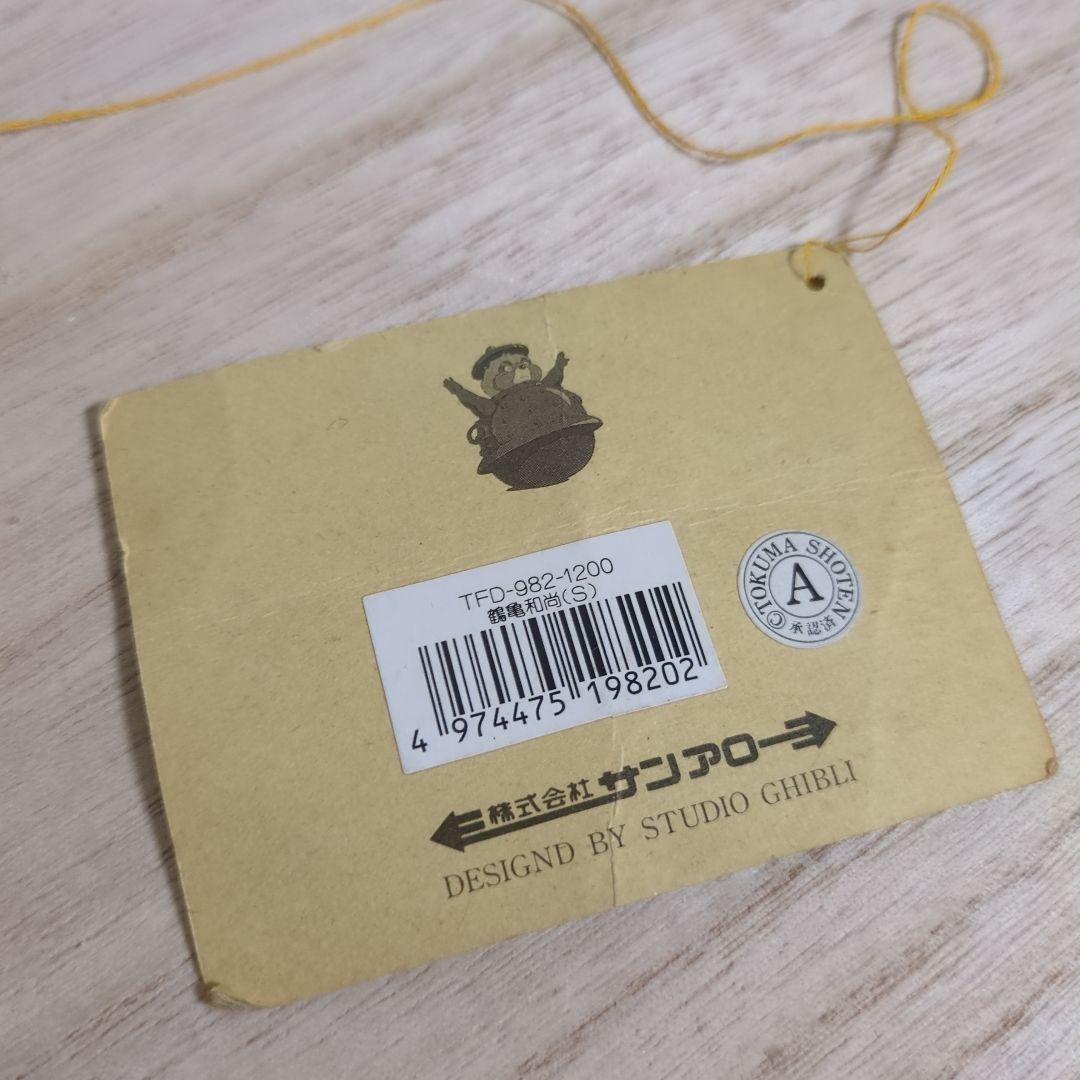 TFD-982-1200
鶴亀和尚(S)
4 974475 198202
©TOKUMA SHOTEN
A
承認済
株式会社サンアロー
DESIGND BY STUDIO GHIBLI